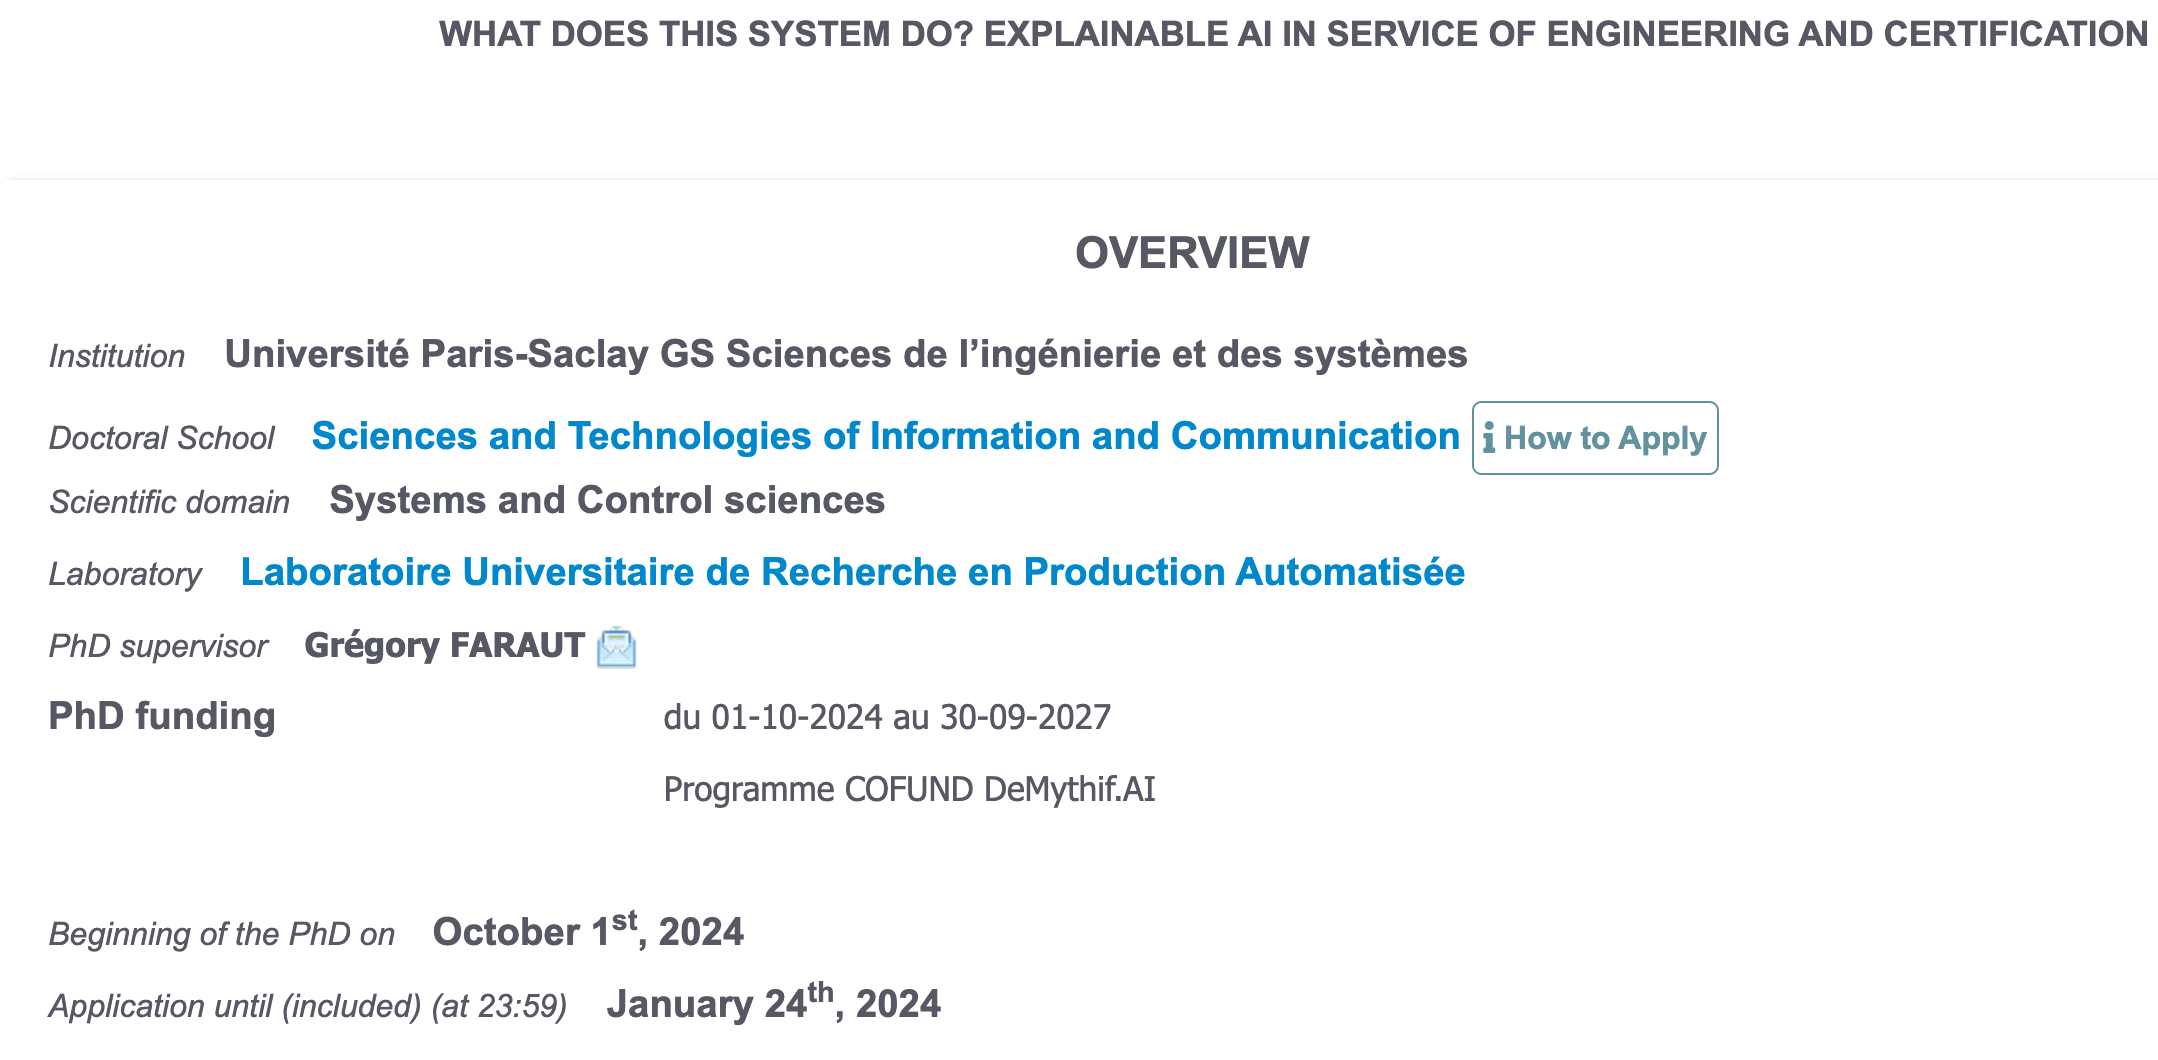 WHAT DOES THIS SYSTEM DO? EXPLAINABLE AI IN SERVICE OF ENGINEERING AND CERTIFICATION
OVERVIEW
Institution Université Paris-Saclay GS Sciences de l’ingénierie et des systèmes
Doctoral School Sciences and Technologies of Information and Communication How to Apply
Scientific domain Systems and Control sciences
Laboratory Laboratoire Universitaire de Recherche en Production Automatisée
PhD supervisor Grégory FARAUT
PhD funding du 01-10-2024 au 30-09-2027
Programme COFUND DeMythif.AI
Beginning of the PhD on October 1st, 2024
Application until (included) (at 23:59) January 24th, 2024